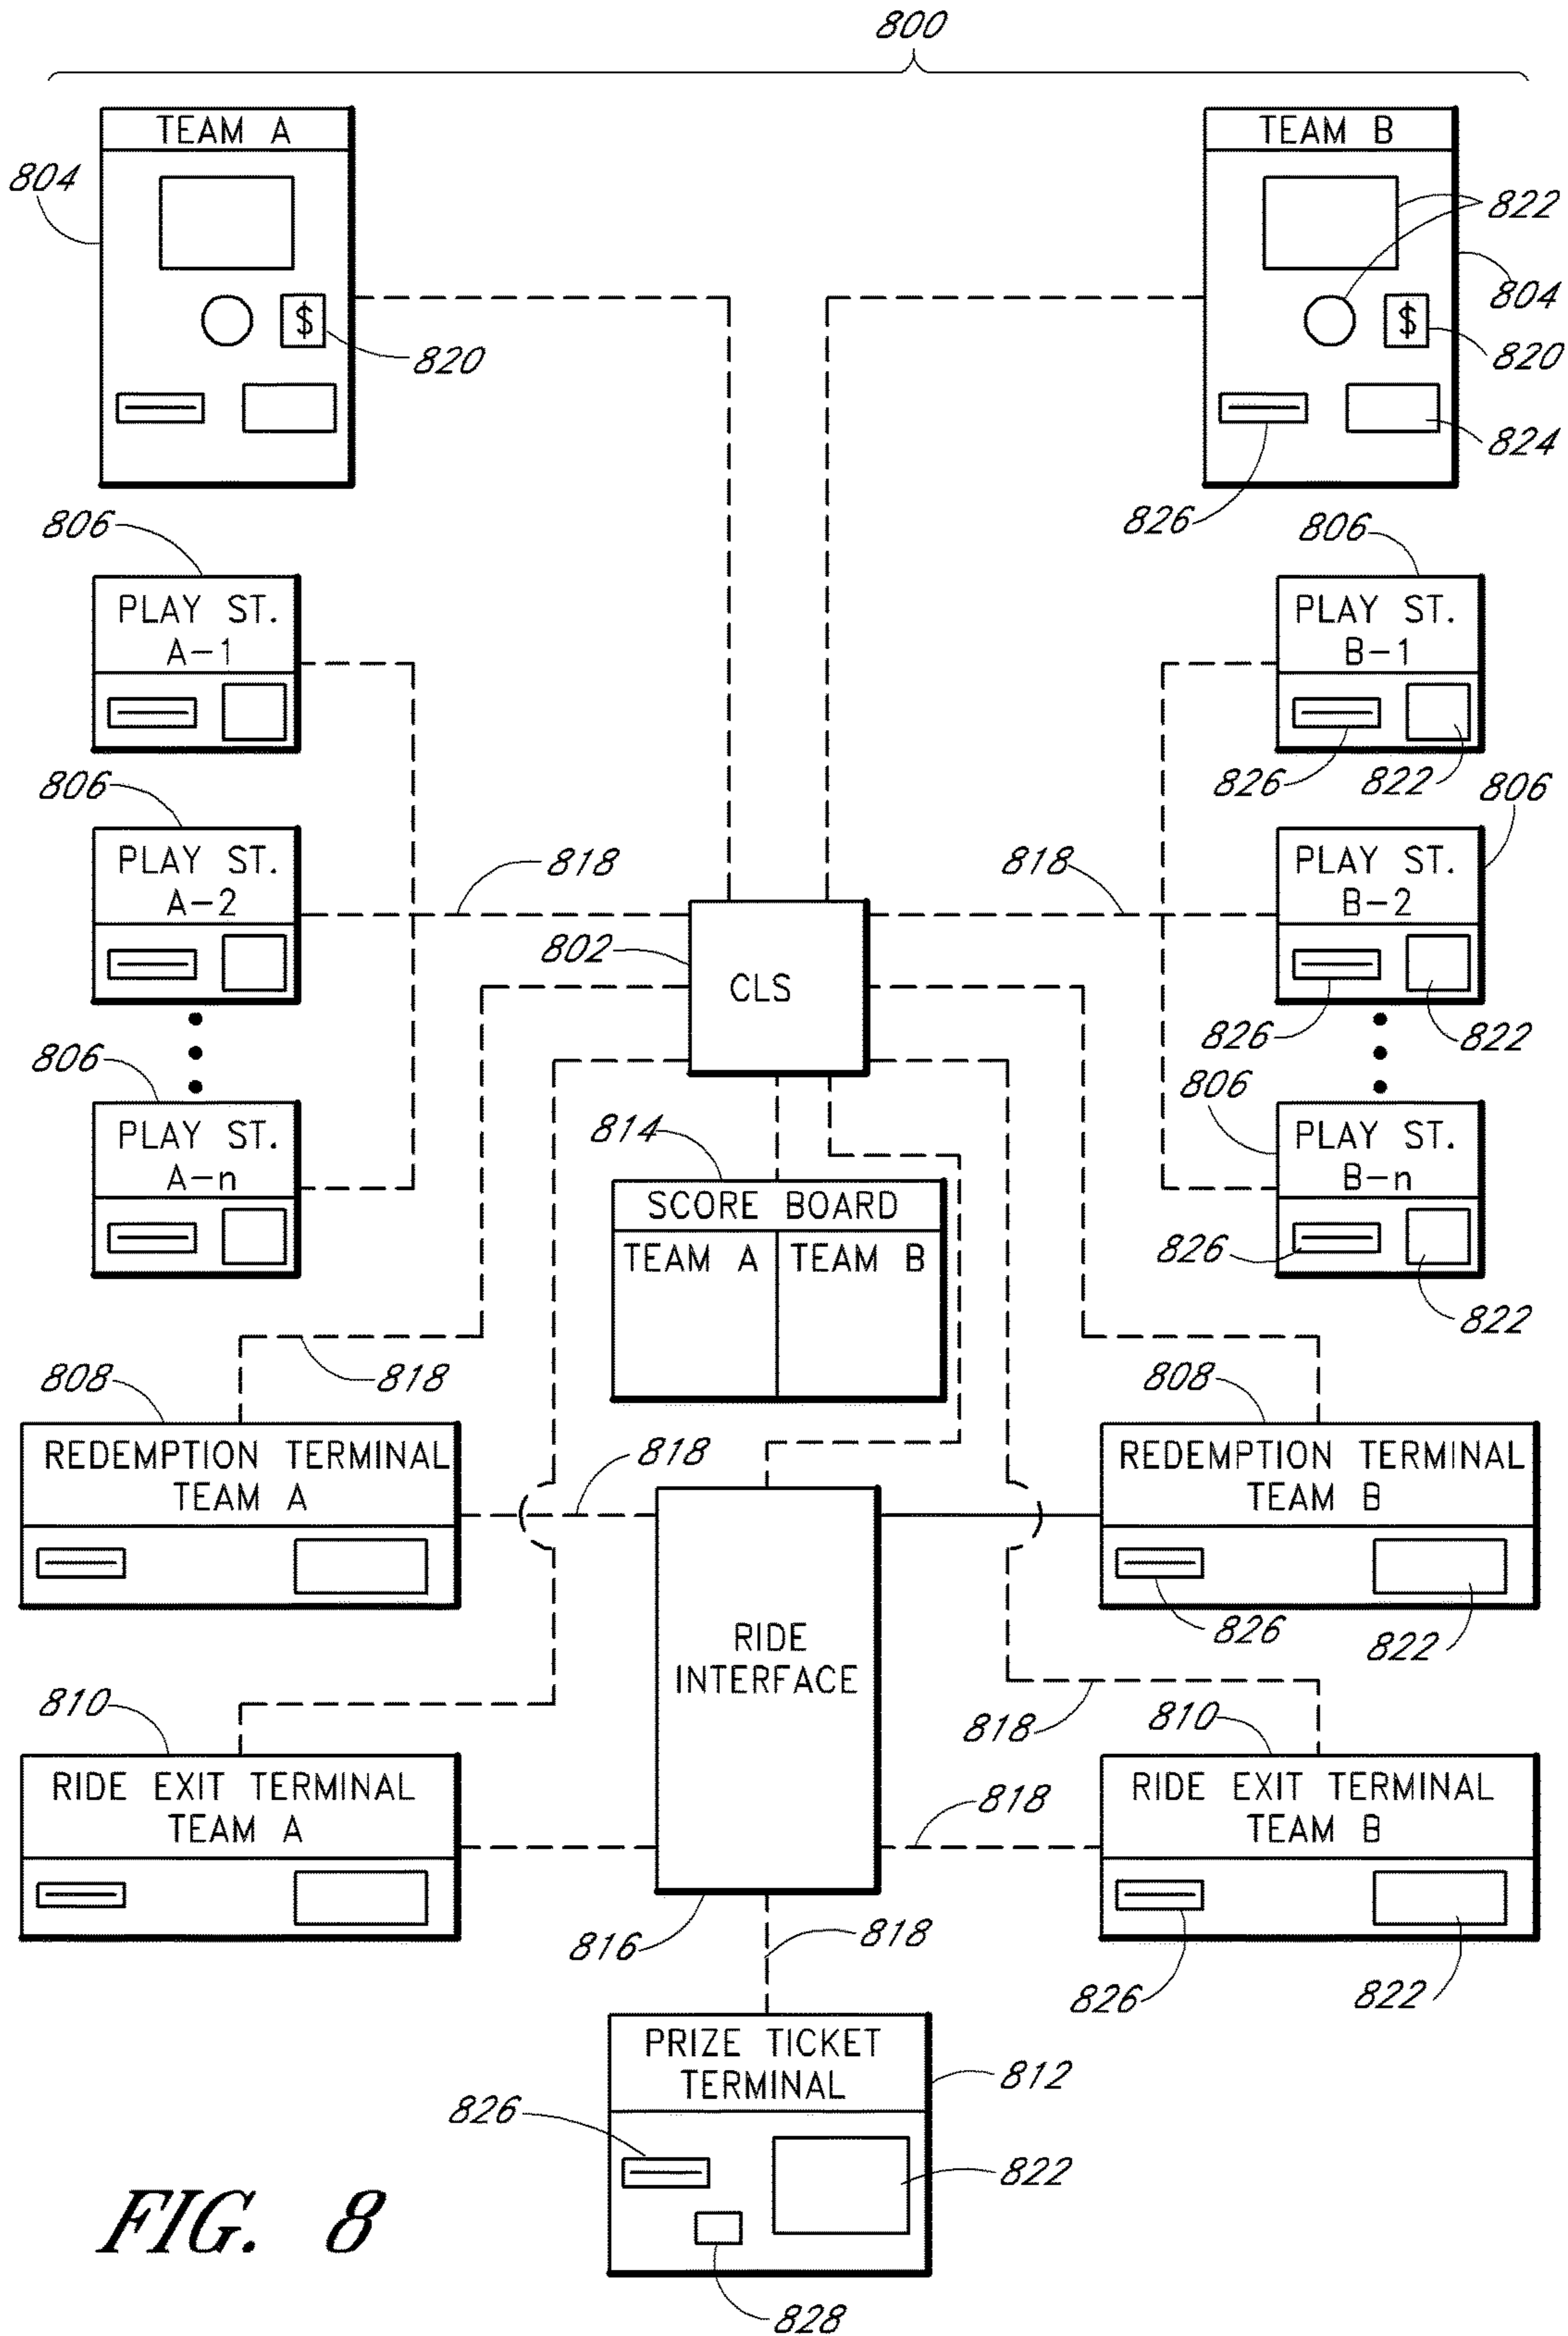 800
TEAM A
TEAM B
804
822
804
$
820
$
820
824
826
806
PLAY ST.
A-1
806
PLAY ST.
B-1
826
822
806
PLAY ST.
A-2
818
818
806
PLAY ST.
B-2
802
CLS
826
822
806
PLAY ST.
A-n
814
SCORE BOARD
TEAM A
TEAM B
806
PLAY ST.
B-n
826
822
818
808
REDEMPTION TERMINAL
TEAM A
818
808
REDEMPTION TERMINAL
TEAM B
826
822
RIDE
INTERFACE
810
RIDE EXIT TERMINAL
TEAM A
818
810
RIDE EXIT TERMINAL
TEAM B
818
826
822
816
818
PRIZE TICKET
TERMINAL
812
826
822
828
FIG. 8